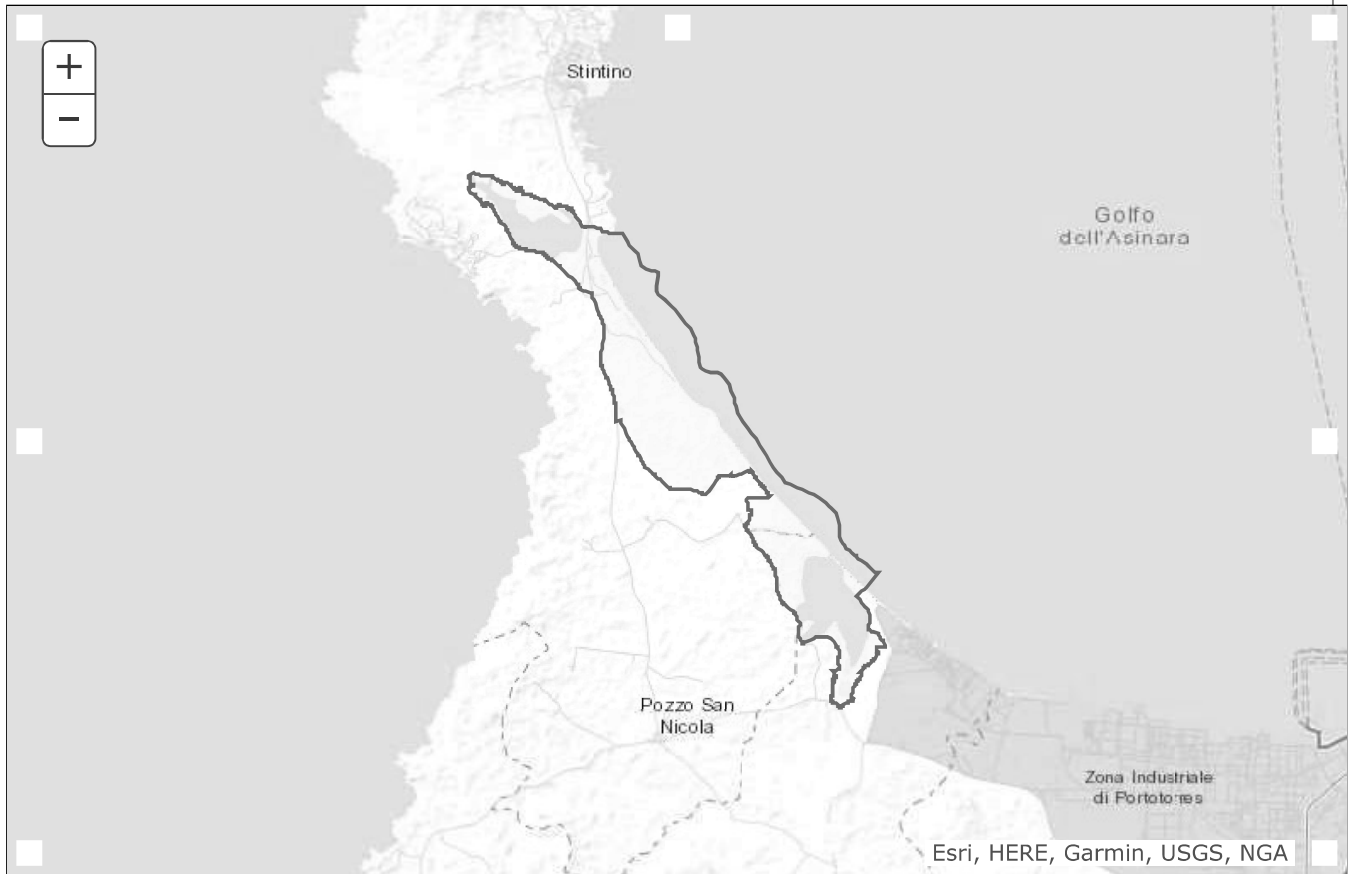 +
Stintino
−
Golfo
dell'Asinara
Pozzo San
Nicola
Zona Industriale
di Portotorres
Esri, HERE, Garmin, USGS, NGA